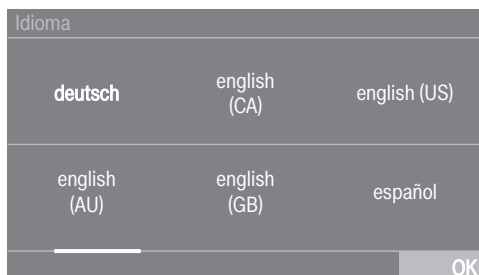 Idioma
deutsch
english
(CA)
english (US)
english
(AU)
english
(GB)
español
OK